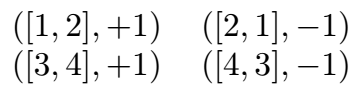 ([1, 2], +1) ([2, 1], −1)
([3, 4], +1) ([4, 3], −1)